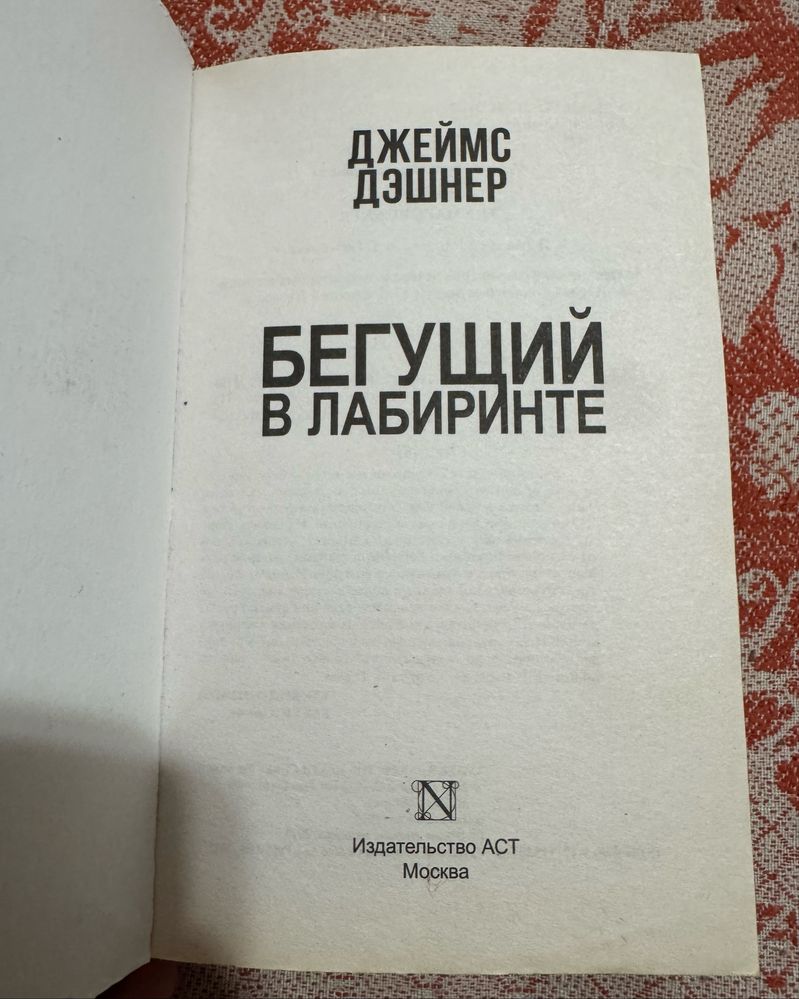 ДЖЕЙМС
ДЭШНЕР
БЕГУЩИЙ
В ЛАБИРИНТЕ
N
Издательство АСТ
Москва